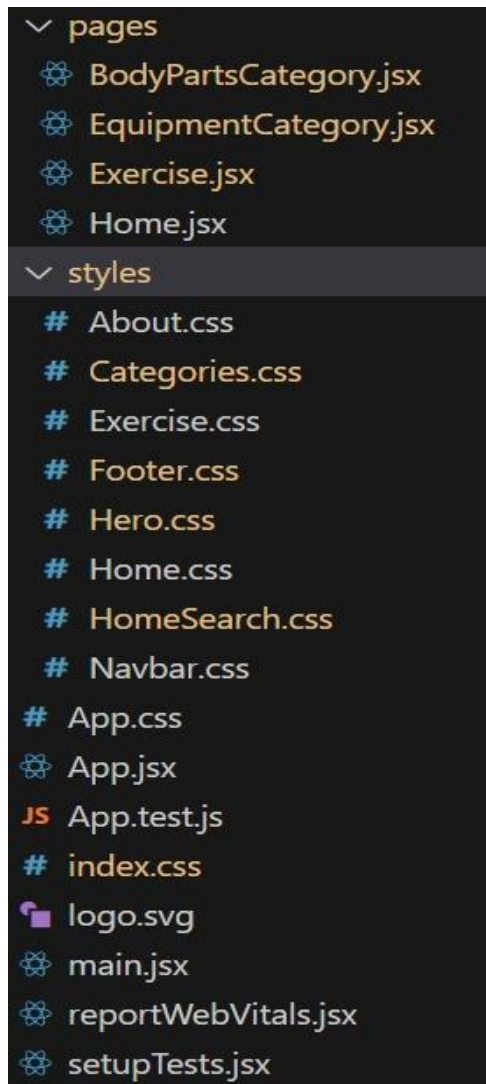 pages
BodyPartsCategory.jsx
EquipmentCategory.jsx
Exercise.jsx
Home.jsx
styles
# About.css
# Categories.css
# Exercise.css
# Footer.css
# Hero.css
# Home.css
# HomeSearch.css
# Navbar.css
# App.css
App.jsx
JS App.test.js
# index.css
logo.svg
main.jsx
reportWebVitals.jsx
setupTests.jsx